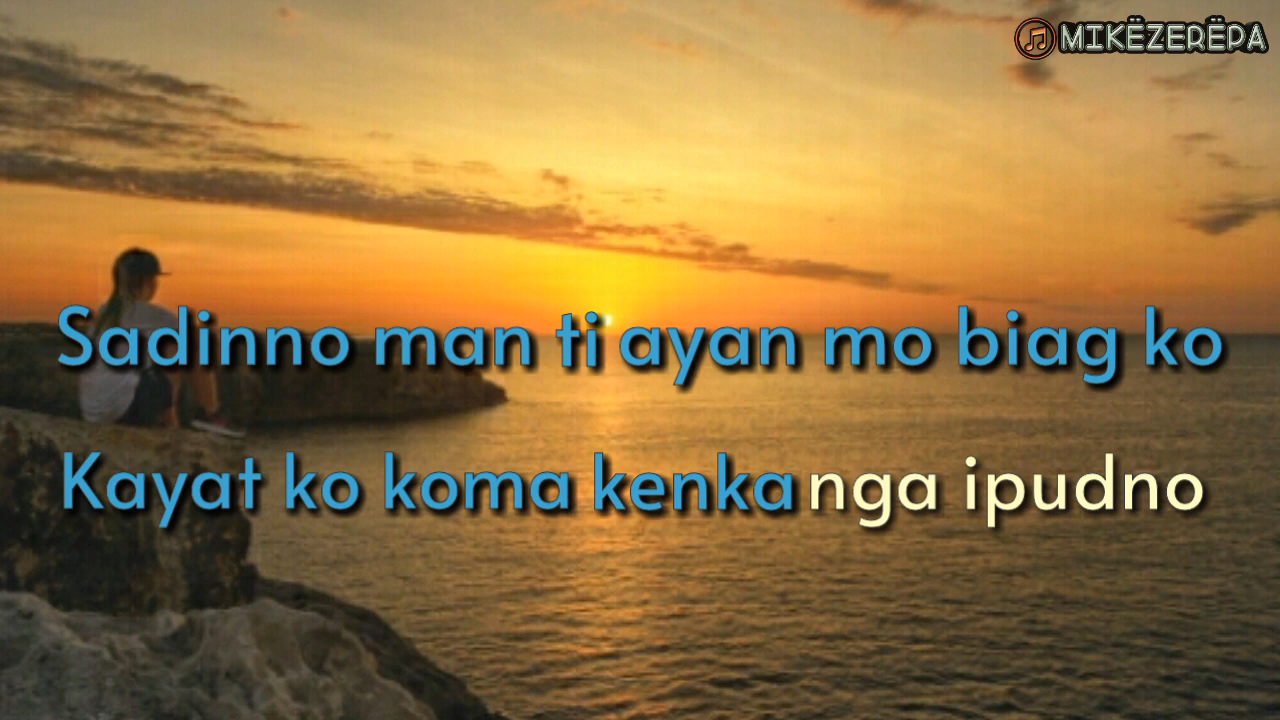 MIKËZERËPA
Sadinno man ti ayan mo biag ko
Kayat ko koma kenka nga ipudno